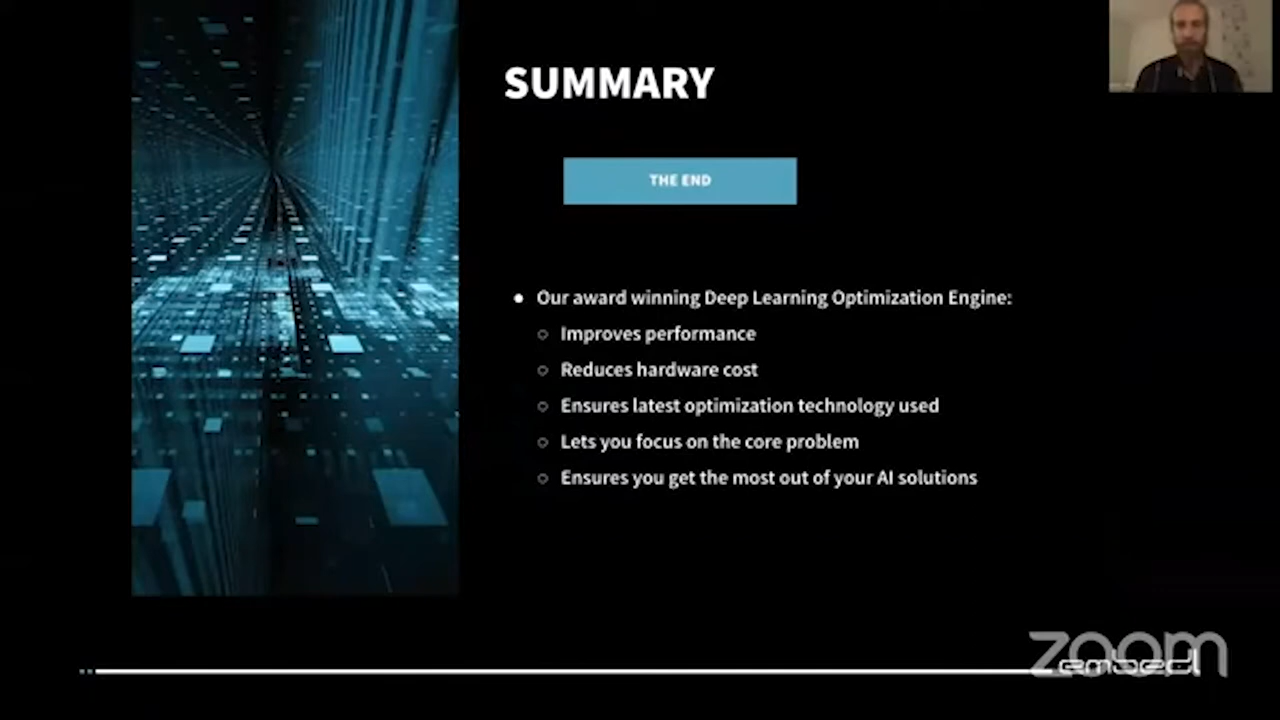 SUMMARY
THE END
● Our award winning Deep Learning Optimization Engine:
○ Improves performance
○ Reduces hardware cost
○ Ensures latest optimization technology used
○ Lets you focus on the core problem
○ Ensures you get the most out of your AI solutions
zoom
embedl